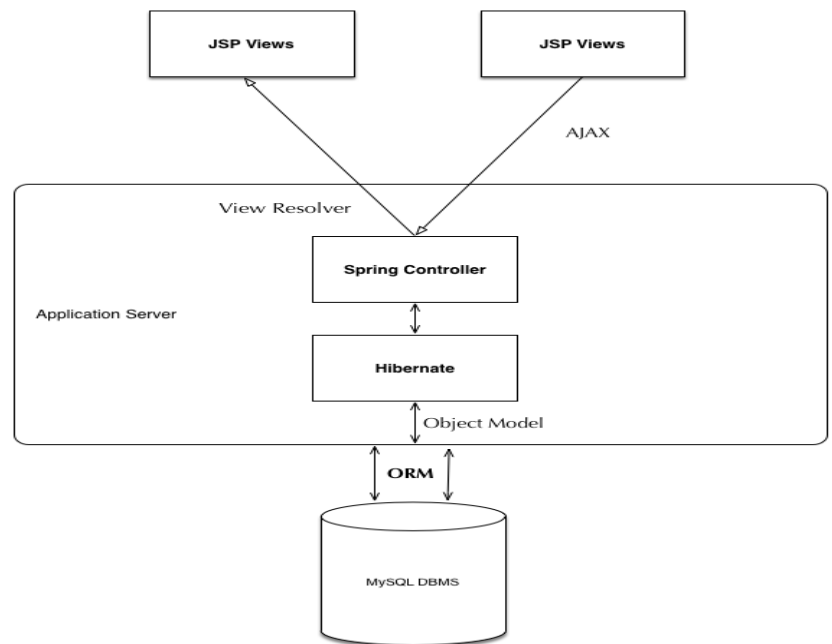 JSP Views
JSP Views
AJAX
View Resolver
Spring Controller
Application Server
Hibernate
Object Model
ORM
MySQL DBMS